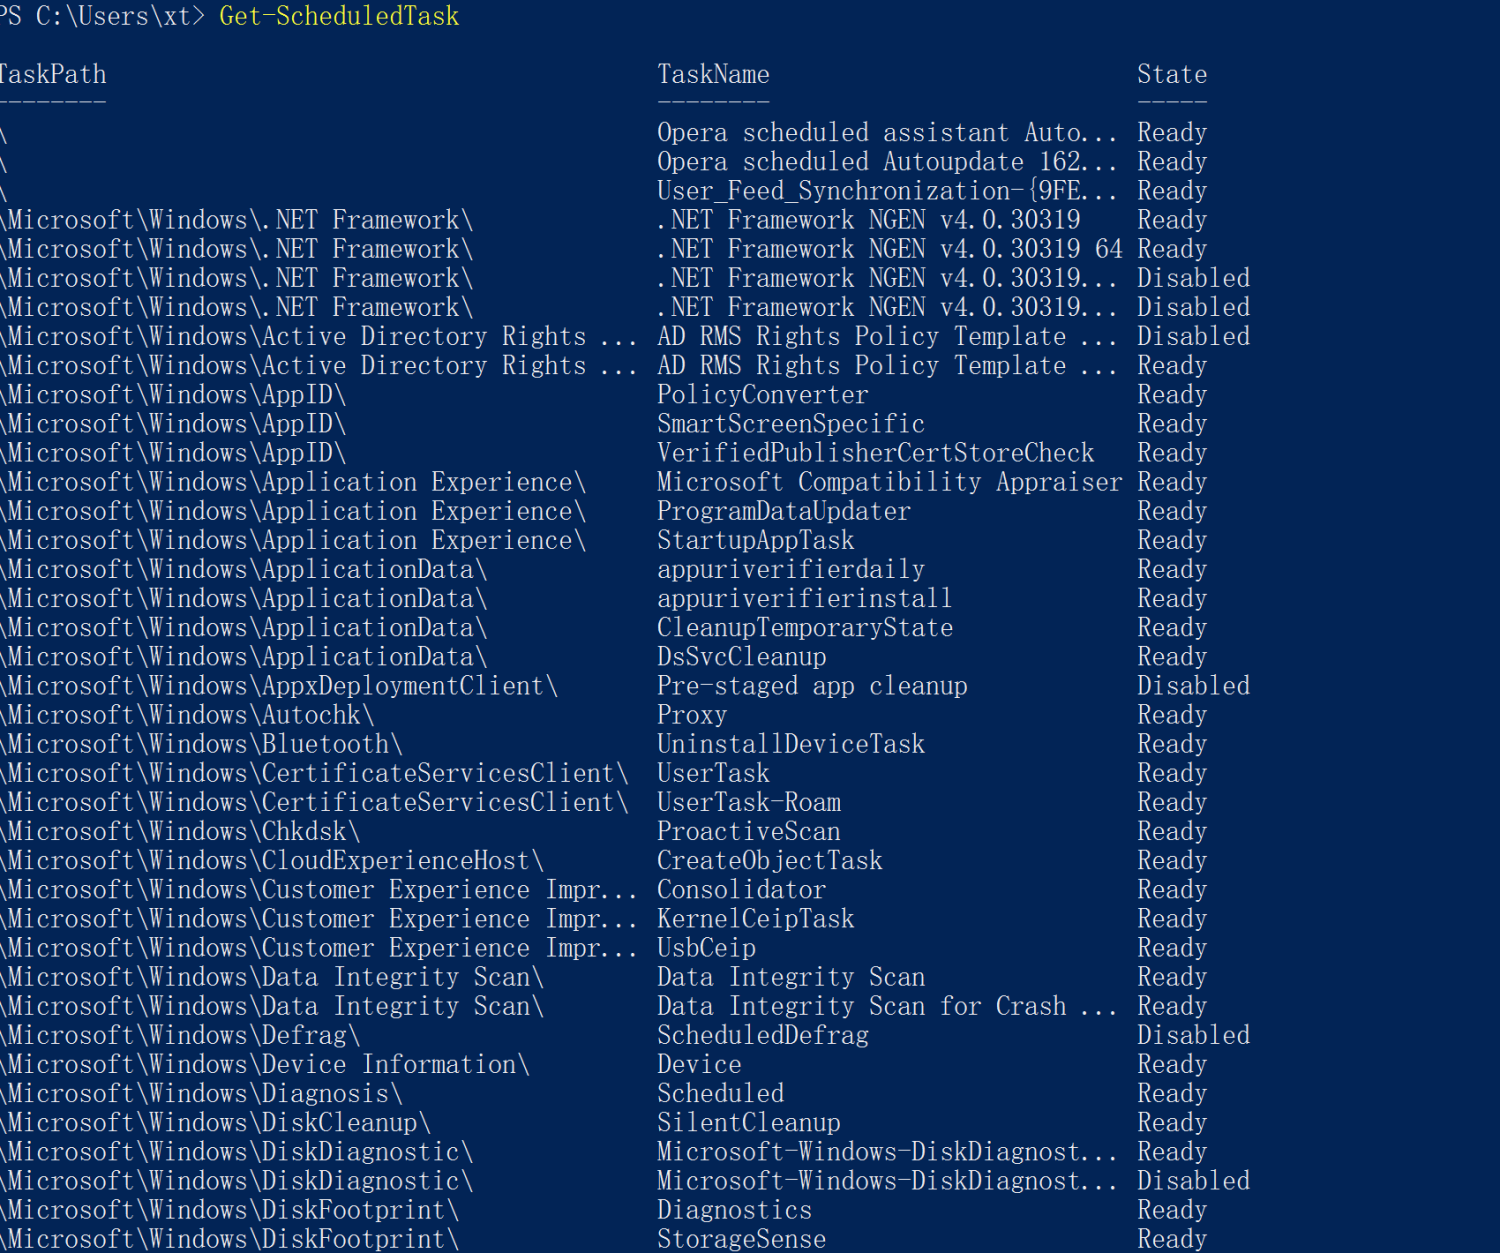 PS C:\Users\xt> Get-ScheduledTask
TaskPath TaskName State
-------- -------- -----
\ Opera scheduled assistant Auto... Ready
\ Opera scheduled Autoupdate 162... Ready
\ User_Feed_Synchronization-{9FE... Ready
\Microsoft\Windows\.NET Framework\ .NET Framework NGEN v4.0.30319 Ready
\Microsoft\Windows\.NET Framework\ .NET Framework NGEN v4.0.30319 64 Ready
\Microsoft\Windows\.NET Framework\ .NET Framework NGEN v4.0.30319... Disabled
\Microsoft\Windows\.NET Framework\ .NET Framework NGEN v4.0.30319... Disabled
\Microsoft\Windows\Active Directory Rights ... AD RMS Rights Policy Template ... Disabled
\Microsoft\Windows\Active Directory Rights ... AD RMS Rights Policy Template ... Ready
\Microsoft\Windows\AppID\ PolicyConverter Ready
\Microsoft\Windows\AppID\ SmartScreenSpecific Ready
\Microsoft\Windows\AppID\ VerifiedPublisherCertStoreCheck Ready
\Microsoft\Windows\Application Experience\ Microsoft Compatibility Appraiser Ready
\Microsoft\Windows\Application Experience\ ProgramDataUpdater Ready
\Microsoft\Windows\Application Experience\ StartupAppTask Ready
\Microsoft\Windows\ApplicationData\ appuriverifierdaily Ready
\Microsoft\Windows\ApplicationData\ appuriverifierinstall Ready
\Microsoft\Windows\ApplicationData\ CleanupTemporaryState Ready
\Microsoft\Windows\ApplicationData\ DsSvcCleanup Ready
\Microsoft\Windows\AppxDeploymentClient\ Pre-staged app cleanup Disabled
\Microsoft\Windows\Autochk\ Proxy Ready
\Microsoft\Windows\Bluetooth\ UninstallDeviceTask Ready
\Microsoft\Windows\CertificateServicesClient\ UserTask Ready
\Microsoft\Windows\CertificateServicesClient\ UserTask-Roam Ready
\Microsoft\Windows\Chkdsk\ ProactiveScan Ready
\Microsoft\Windows\CloudExperienceHost\ CreateObjectTask Ready
\Microsoft\Windows\Customer Experience Impr... Consolidator Ready
\Microsoft\Windows\Customer Experience Impr... KernelCeipTask Ready
\Microsoft\Windows\Customer Experience Impr... UsbCeip Ready
\Microsoft\Windows\Data Integrity Scan\ Data Integrity Scan Ready
\Microsoft\Windows\Data Integrity Scan\ Data Integrity Scan for Crash ... Ready
\Microsoft\Windows\Defrag\ ScheduledDefrag Disabled
\Microsoft\Windows\Device Information\ Device Ready
\Microsoft\Windows\Diagnosis\ Scheduled Ready
\Microsoft\Windows\DiskCleanup\ SilentCleanup Ready
\Microsoft\Windows\DiskDiagnostic\ Microsoft-Windows-DiskDiagnost... Ready
\Microsoft\Windows\DiskDiagnostic\ Microsoft-Windows-DiskDiagnost... Disabled
\Microsoft\Windows\DiskFootprint\ Diagnostics Ready
\Microsoft\Windows\DiskFootprint\ StorageSense Ready